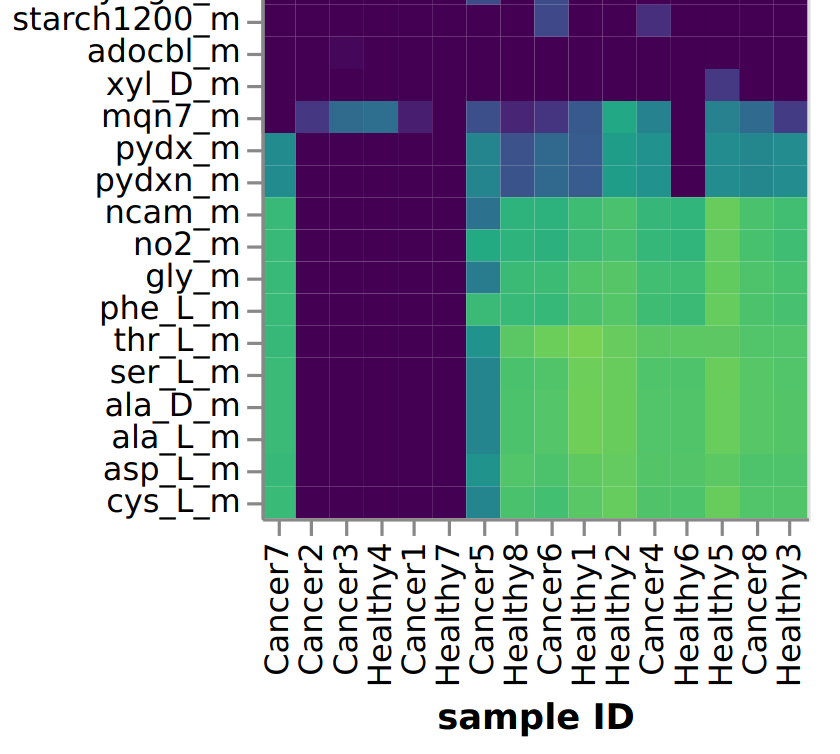 starch1200_m
adocbl_m
xyl_D_m
mqn7_m
pydx_m
pydxn_m
ncam_m
no2_m
gly_m
phe_L_m
thr_L_m
ser_L_m
ala_D_m
ala_L_m
asp_L_m
cys_L_m
Cancer7
Cancer2
Cancer3
Healthy4
Cancer1
Healthy7
Cancer5
Healthy8
Cancer6
Healthy1
Healthy2
Cancer4
Healthy6
Healthy5
Cancer8
Healthy3
sample ID